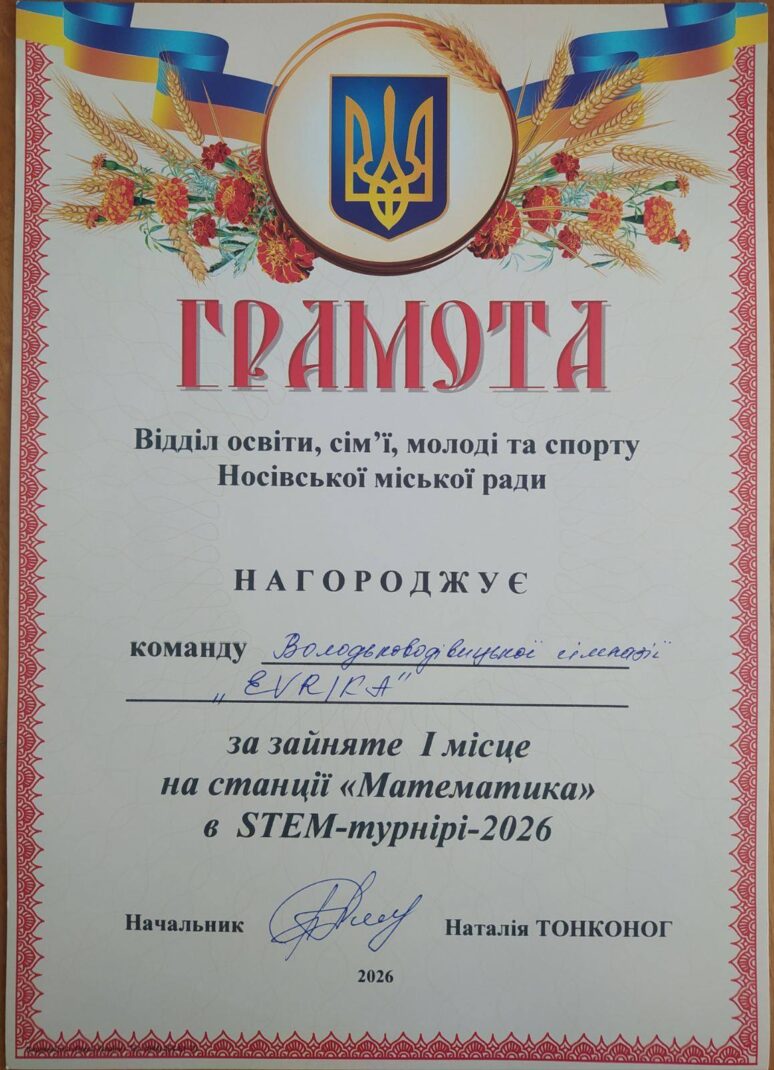 ГРАМОТА
Відділ освіти, сім’ї, молоді та спорту
Носівської міської ради
НАГОРОДЖУЄ
команду Володьководівицької гімназії
„EVRIKA“
за зайняте І місце
на станції «Математика»
в STEM-турнірі-2026
Начальник Наталія ТОНКОНОГ
2026